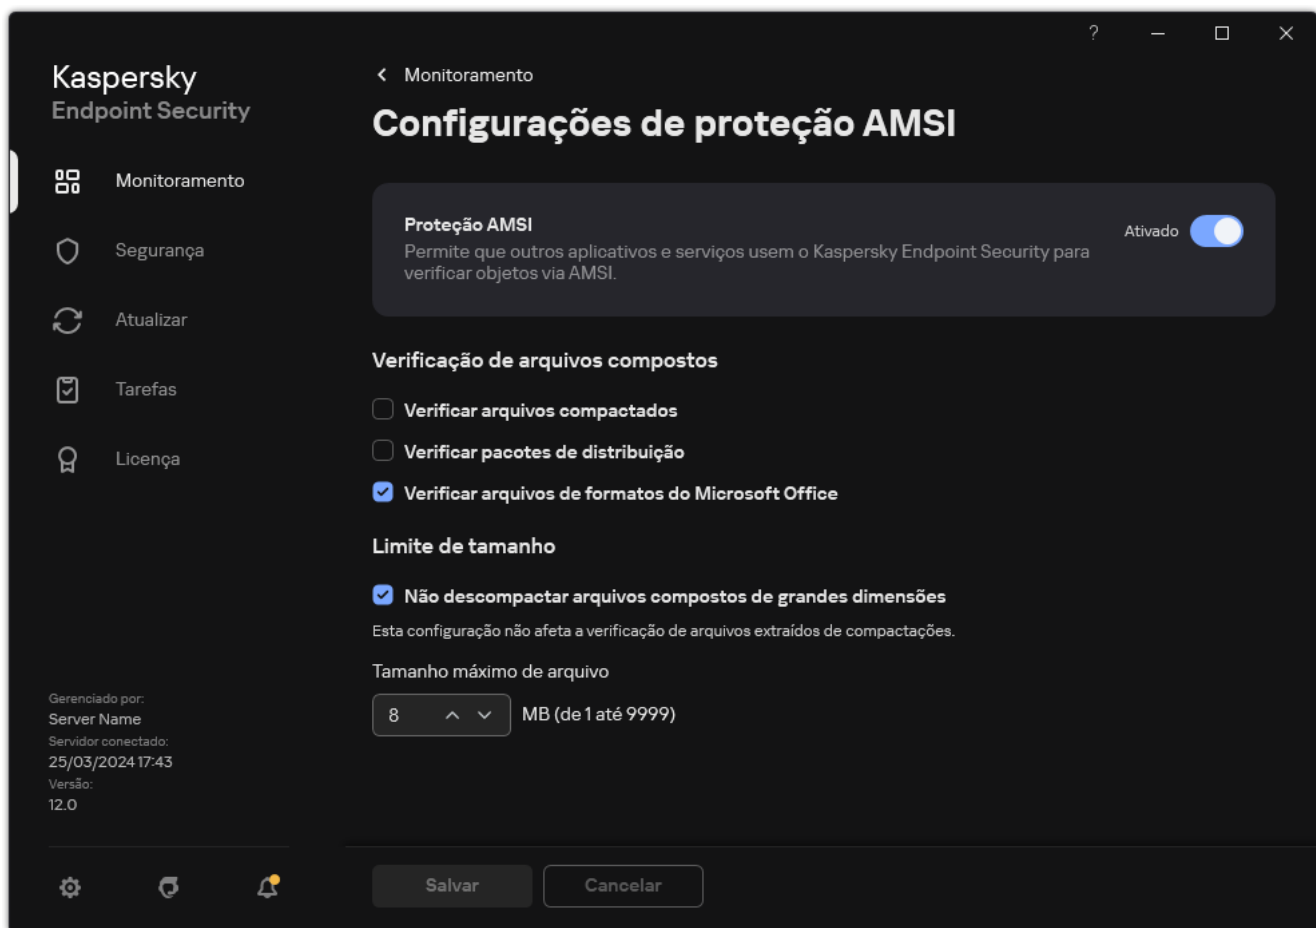 ?
Kaspersky
Endpoint Security
Monitoramento
Segurança
Atualizar
Tarefas
Licença
Gerenciado por:
Server Name
Servidor conectado:
25/03/2024 17:43
Versão:
12.0
Monitoramento
Configurações de proteção AMSI
Proteção AMSI
Permite que outros aplicativos e serviços usem o Kaspersky Endpoint Security para
verificar objetos via AMSI.
Ativado
Verificação de arquivos compostos
Verificar arquivos compactados
Verificar pacotes de distribuição
Verificar arquivos de formatos do Microsoft Office
Limite de tamanho
Não descompactar arquivos compostos de grandes dimensões
Esta configuração não afeta a verificação de arquivos extraídos de compactações.
Tamanho máximo de arquivo
8 MB (de 1 até 9999)
Salvar Cancelar